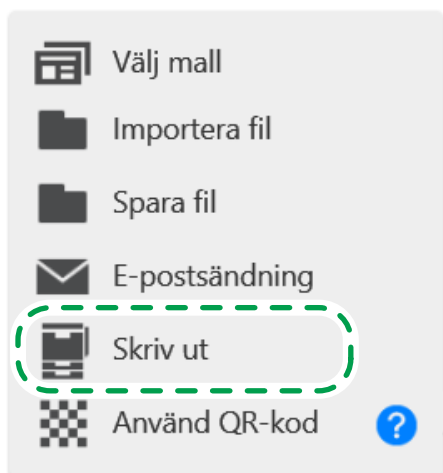 Välj mall
Importera fil
Spara fil
E-postsändning
Skriv ut
Använd QR-kod ?